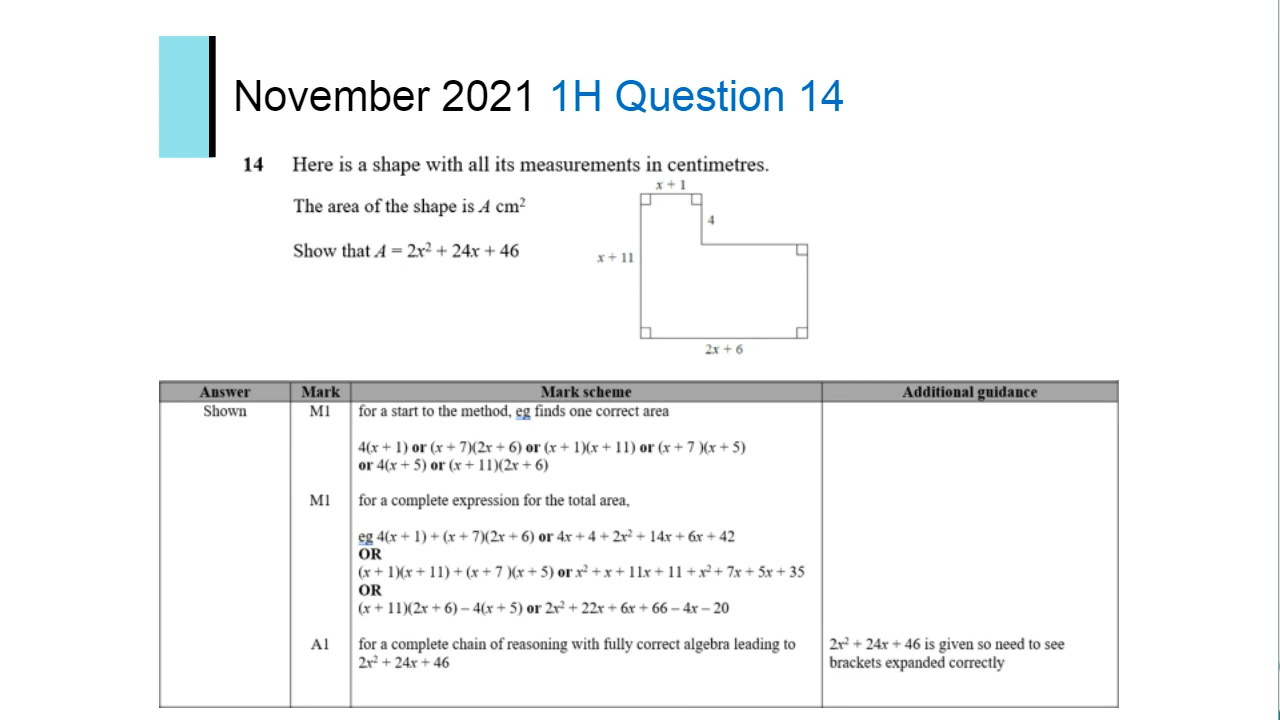 November 2021 1H Question 14
14 Here is a shape with all its measurements in centimetres.
x + 1
The area of the shape is A cm²
4
Show that A = 2x² + 24x + 46
x + 11
2x + 6
Answer Mark Mark scheme Additional guidance
Shown M1 for a start to the method, eg finds one correct area
4(x + 1) or (x + 7)(2x + 6) or (x + 1)(x + 11) or (x + 7 )(x + 5)
or 4(x + 5) or (x + 11)(2x + 6)
M1 for a complete expression for the total area,
eg 4(x + 1) + (x + 7)(2x + 6) or 4x + 4 + 2x² + 14x + 6x + 42
OR
(x + 1)(x + 11) + (x + 7 )(x + 5) or x² + x + 11x + 11 + x² + 7x + 5x + 35
OR
(x + 11)(2x + 6) – 4(x + 5) or 2x² + 22x + 6x + 66 – 4x – 20
A1 for a complete chain of reasoning with fully correct algebra leading to 2x² + 24x + 46 is given so need to see
2x² + 24x + 46 brackets expanded correctly